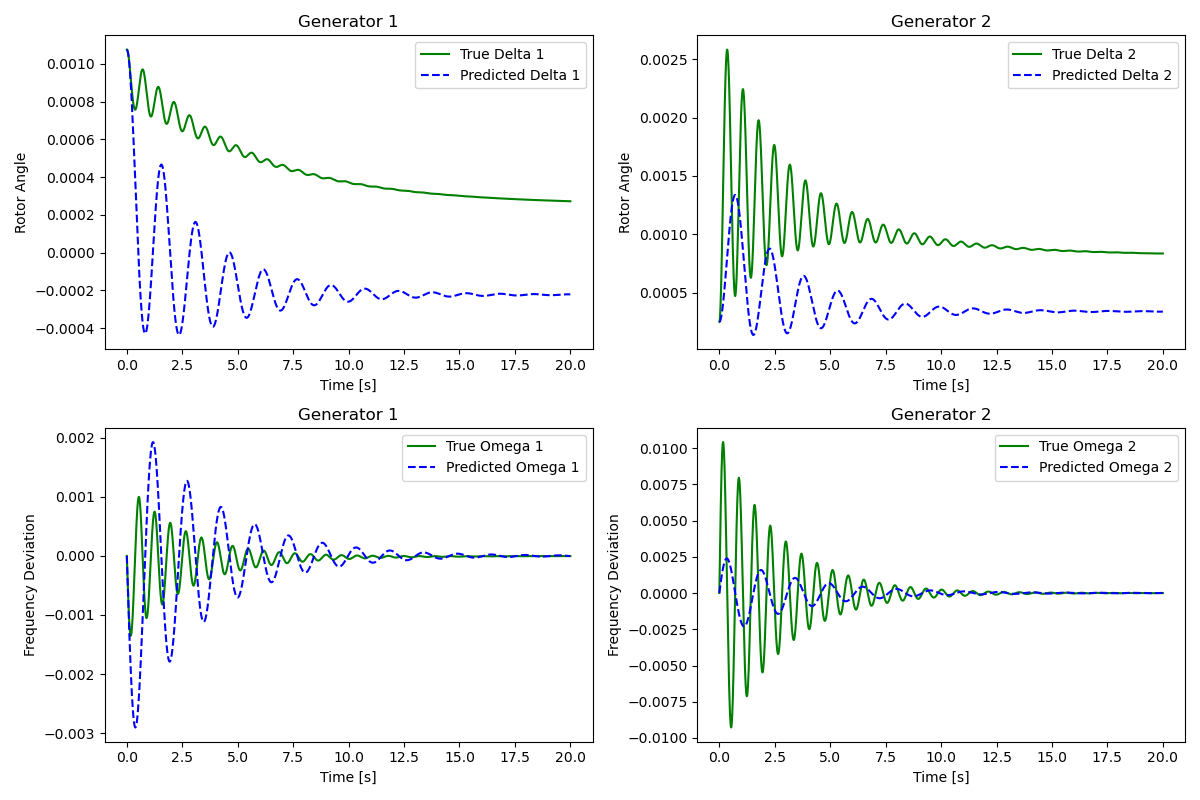 Generator 1
True Delta 1
Predicted Delta 1
Rotor Angle
0.0010
0.0008
0.0006
0.0004
0.0002
0.0000
−0.0002
−0.0004
0.0 2.5 5.0 7.5 10.0 12.5 15.0 17.5 20.0
Time [s]
Generator 2
True Delta 2
Predicted Delta 2
Rotor Angle
0.0025
0.0020
0.0015
0.0010
0.0005
0.0 2.5 5.0 7.5 10.0 12.5 15.0 17.5 20.0
Time [s]
Generator 1
True Omega 1
Predicted Omega 1
Frequency Deviation
0.002
0.001
0.000
−0.001
−0.002
−0.003
0.0 2.5 5.0 7.5 10.0 12.5 15.0 17.5 20.0
Time [s]
Generator 2
True Omega 2
Predicted Omega 2
Frequency Deviation
0.0100
0.0075
0.0050
0.0025
0.0000
−0.0025
−0.0050
−0.0075
−0.0100
0.0 2.5 5.0 7.5 10.0 12.5 15.0 17.5 20.0
Time [s]